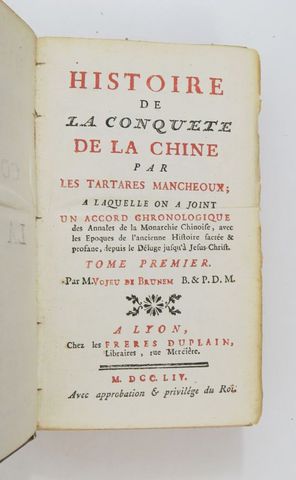 HISTOIRE
DE
LA CONQUETE
DE LA CHINE
PAR
LES TARTARES MANCHEOUX;
A LAQUELLE ON A JOINT
UN ACCORD CHRONOLOGIQUE
des Annales de la Monarchie Chinoise, avec
les Epoques de l'ancienne Histoire sacrée &
profane, depuis le Déluge jusqu'à Jesus-Christ.
TOME PREMIER.
Par M. VOJEU DE BRUNEM B. & P. D. M.
A LYON,
Chez les FRERES DUPLAIN,
Libraires, rue Merciére.
M. DCC. LIV.
Avec approbation & privilége du Roi.